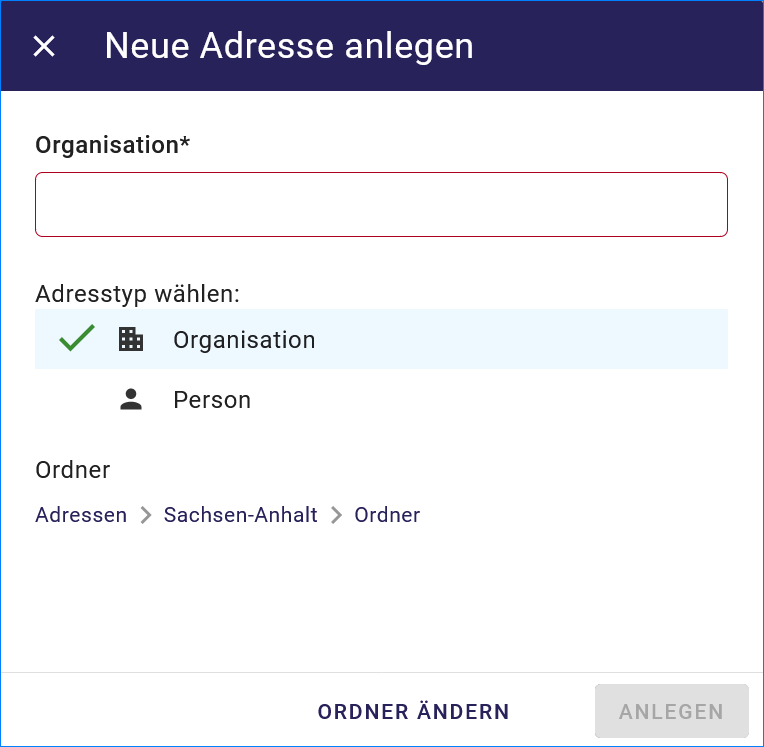 Neue Adresse anlegen
Organisation*
Adresstyp wählen:
Organisation
Person
Ordner
Adressen Sachsen-Anhalt Ordner
ORDNER ÄNDERN ANLEGEN